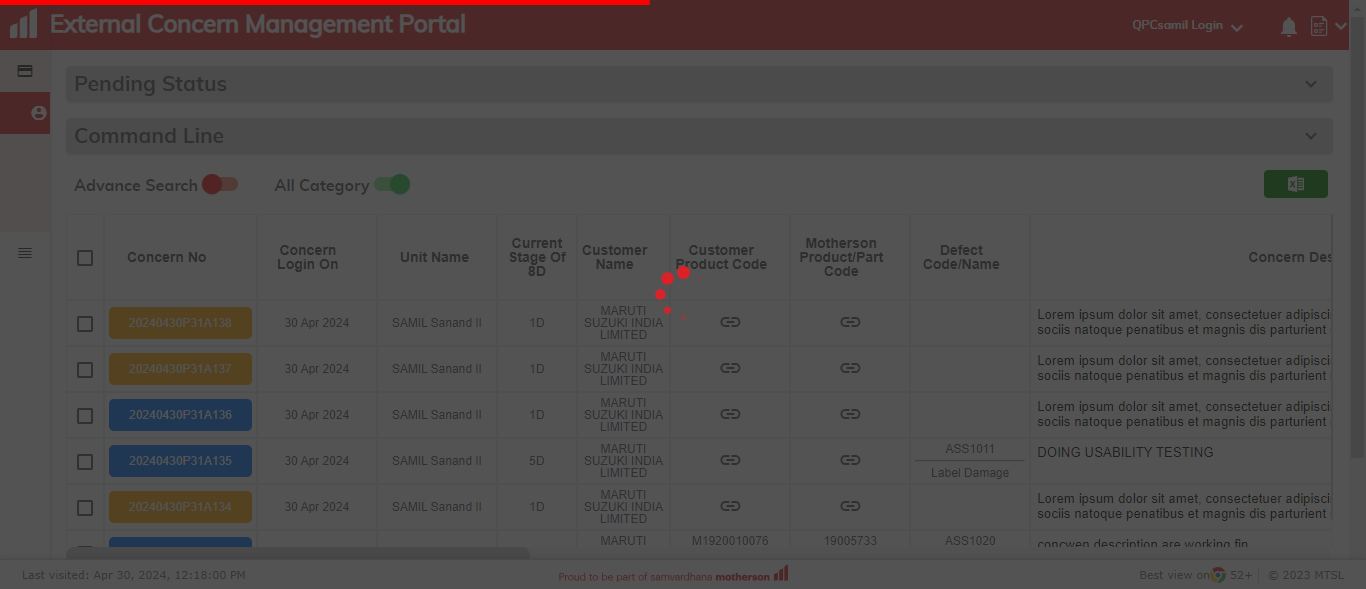 External Concern Management Portal
QPCsamil Login
Pending Status
Command Line
Advance Search
All Category
Concern No
Concern
Login On
Unit Name
Current
Stage Of
8D
Customer
Name
Customer
Product Code
Motherson
Product/Part
Code
Defect
Code/Name
Concern Des
20240430P31A138
30 Apr 2024
SAMIL Sanand II
1D
MARUTI
SUZUKI INDIA
LIMITED
Lorem ipsum dolor sit amet, consectetuer adipisci
sociis natoque penatibus et magnis dis parturient
20240430P31A137
30 Apr 2024
SAMIL Sanand II
1D
MARUTI
SUZUKI INDIA
LIMITED
Lorem ipsum dolor sit amet, consectetuer adipisci
sociis natoque penatibus et magnis dis parturient
20240430P31A136
30 Apr 2024
SAMIL Sanand II
1D
MARUTI
SUZUKI INDIA
LIMITED
Lorem ipsum dolor sit amet, consectetuer adipisci
sociis natoque penatibus et magnis dis parturient
20240430P31A135
30 Apr 2024
SAMIL Sanand II
5D
MARUTI
SUZUKI INDIA
LIMITED
ASS1011
Label Damage
DOING USABILITY TESTING
20240430P31A134
30 Apr 2024
SAMIL Sanand II
1D
MARUTI
SUZUKI INDIA
LIMITED
Lorem ipsum dolor sit amet, consectetuer adipisci
sociis natoque penatibus et magnis dis parturient
MARUTI
M1920010076
19005733
ASS1020
concwen description are working fin
Last visited: Apr 30, 2024, 12:18:00 PM
Proud to be part of samvardhana motherson
Best view on 52+
© 2023 MTSL